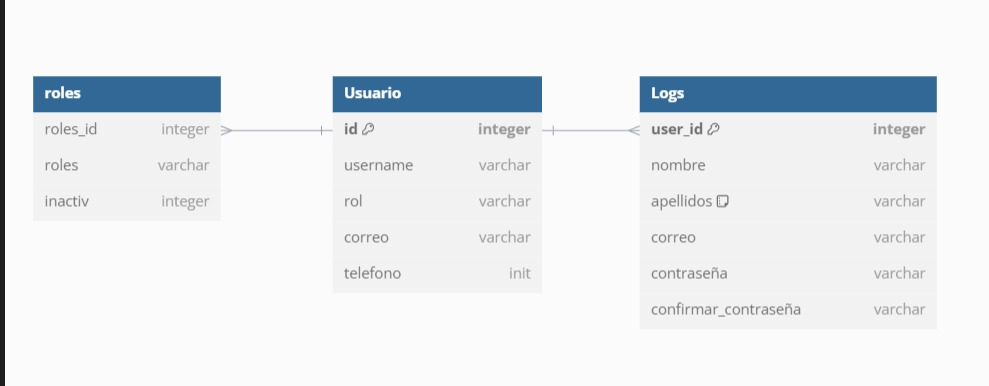 roles
roles_id integer
roles varchar
inactiv integer
Usuario
id integer
username varchar
rol varchar
correo varchar
telefono init
Logs
user_id integer
nombre varchar
apellidos varchar
correo varchar
contraseña varchar
confirmar_contraseña varchar